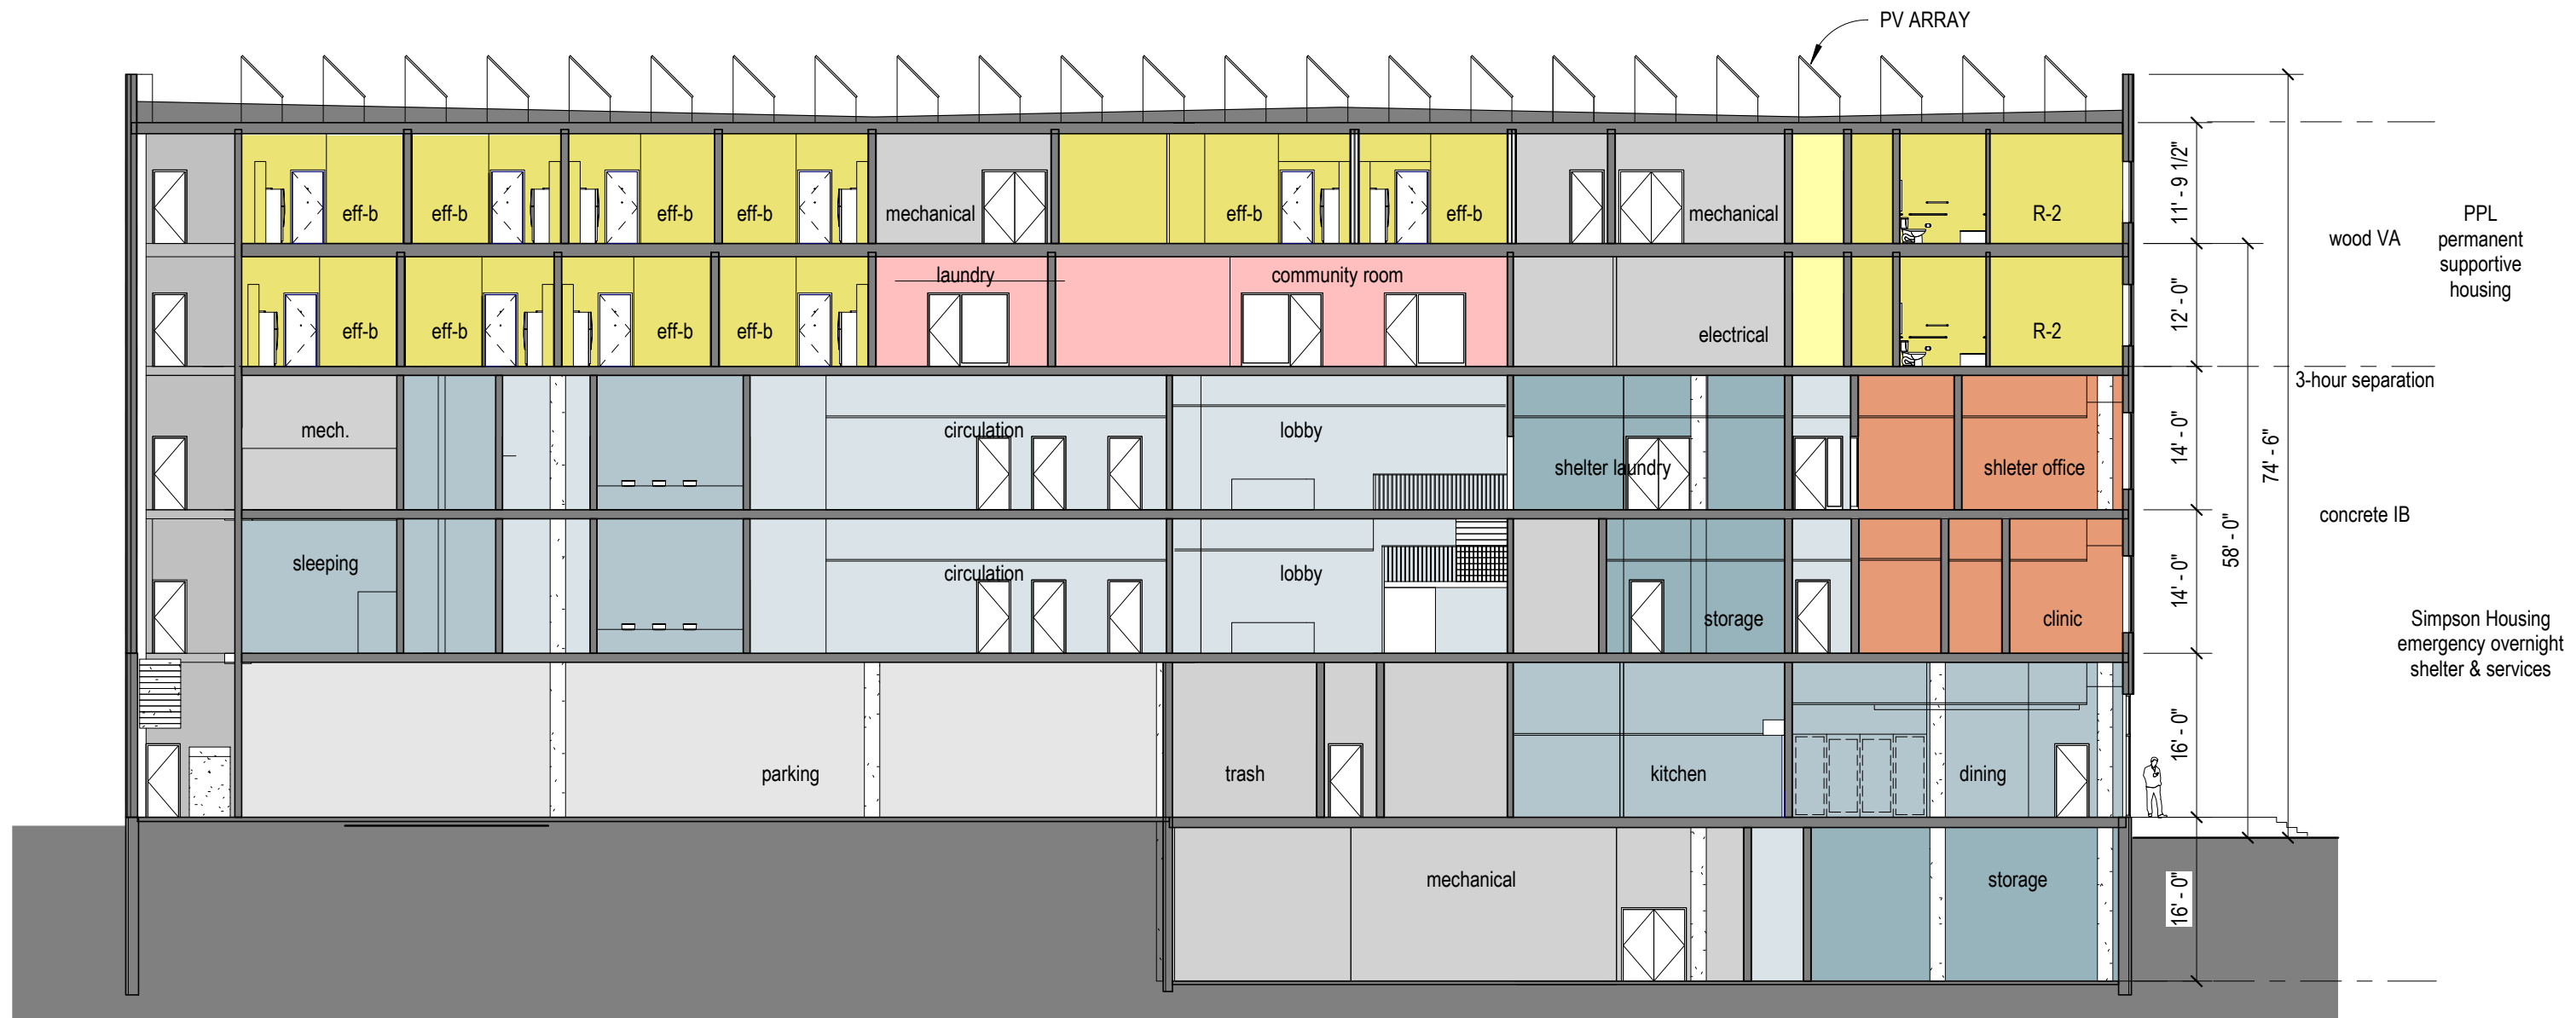 PV ARRAY
eff-b
eff-b
eff-b
eff-b
mechanical
eff-b
eff-b
mechanical
R-2
11' - 9 1/2"
wood VA
PPL
permanent
supportive
housing
laundry
community room
eff-b
eff-b
eff-b
eff-b
electrical
R-2
12' - 0"
3-hour separation
mech.
circulation
lobby
shelter laundry
shleter office
14' - 0"
74' - 6"
concrete IB
sleeping
circulation
lobby
storage
clinic
14' - 0"
58' - 0"
Simpson Housing
emergency overnight
shelter & services
parking
trash
kitchen
dining
16' - 0"
mechanical
storage
16' - 0"